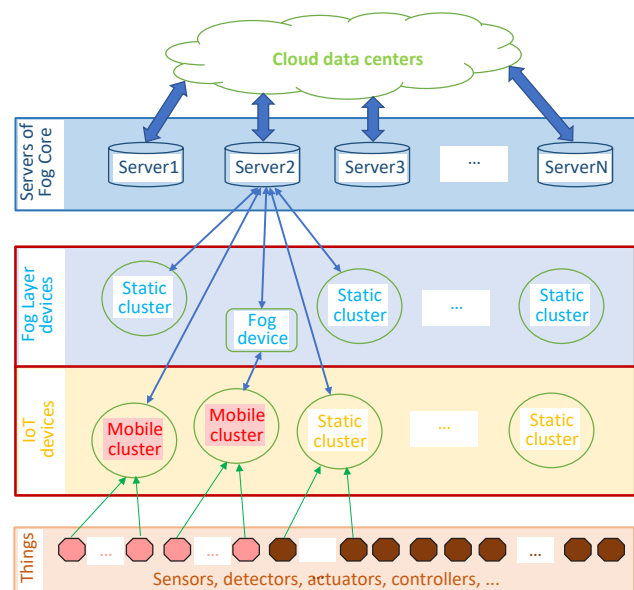 Cloud data centers
Servers of
Fog Core
Server1
Server2
Server3
...
ServerN
Fog Layer
devices
Static
cluster
Fog
device
Static
cluster
...
Static
cluster
IoT
devices
Mobile
cluster
Mobile
cluster
Static
cluster
...
Static
cluster
Things
...
...
...
Sensors, detectors, actuators, controllers, ...
...